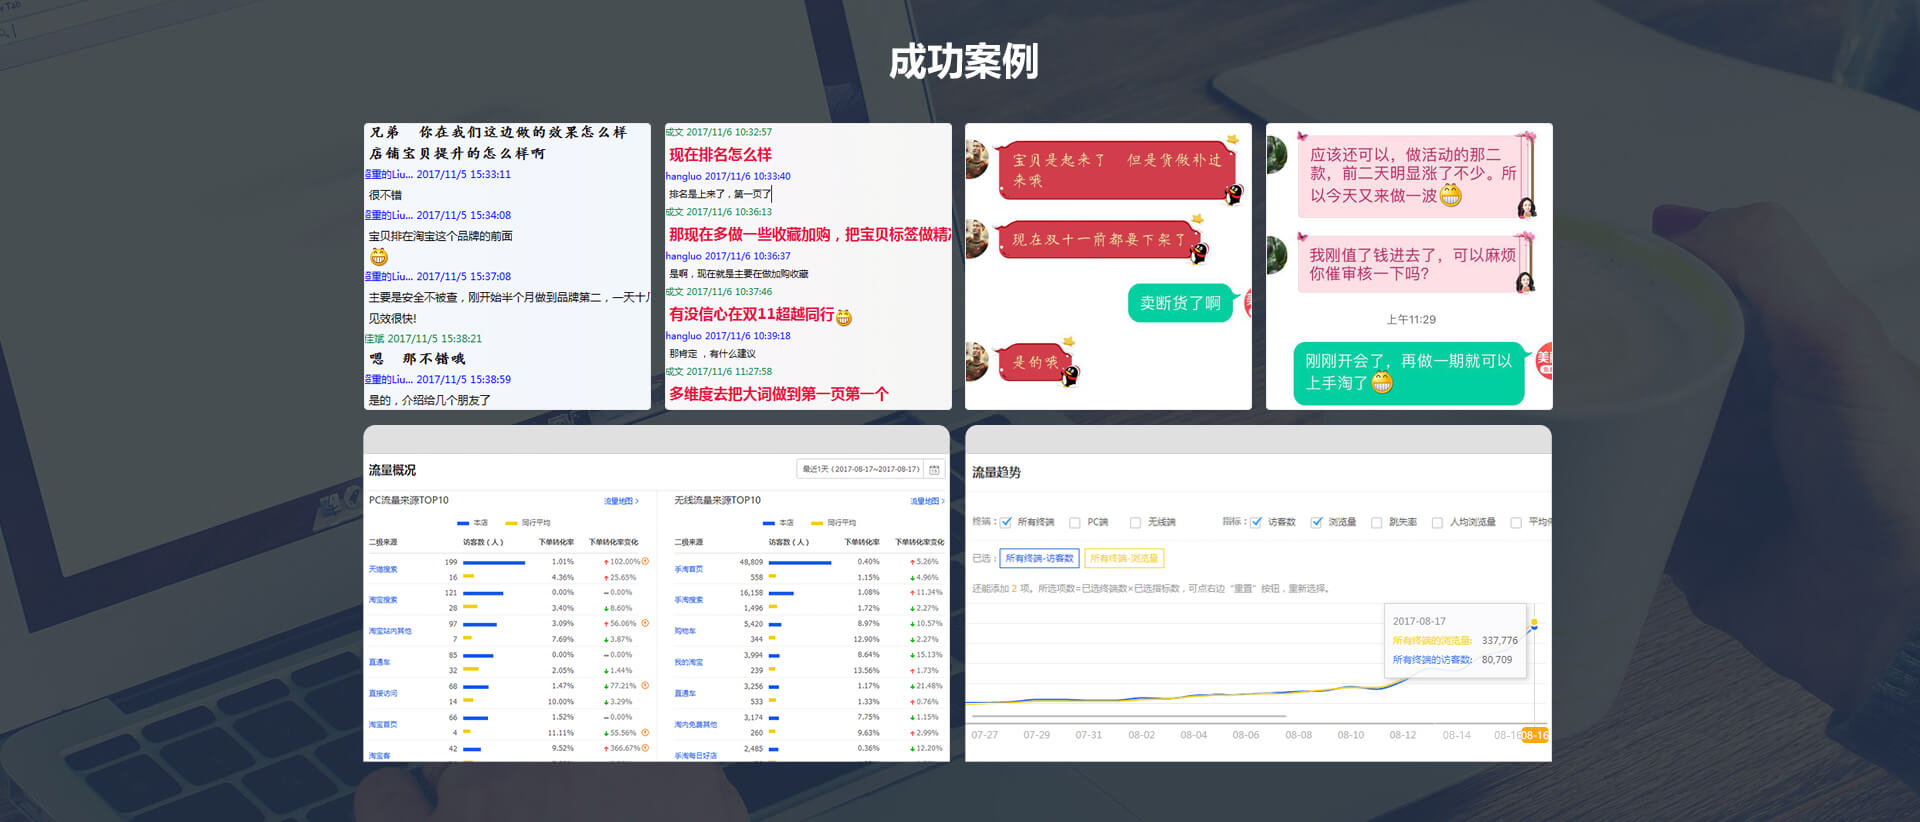 成功案例
兄弟 你在我们这边做的效果怎么样
店铺宝贝提升的怎么样啊
超重的Liu... 2017/11/5 15:33:11
很不错
超重的Liu... 2017/11/5 15:34:08
宝贝排在淘宝这个品牌的前面
超重的Liu... 2017/11/5 15:37:08
主要是安全不被查，刚开始半个月做到品牌第二，一天十几
见效很快!
佳斌 2017/11/5 15:38:21
嗯 那不错哦
超重的Liu... 2017/11/5 15:38:59
是的，介绍给几个朋友了
成文 2017/11/6 10:32:57
现在排名怎么样
hangluo 2017/11/6 10:33:40
排名是上来了，第一页了
成文 2017/11/6 10:36:13
那现在多做一些收藏加购，把宝贝标签做精准
hangluo 2017/11/6 10:36:37
是啊，现在就是主要在做加购收藏
成文 2017/11/6 10:37:46
有没信心在双11超越同行
hangluo 2017/11/6 10:39:18
那肯定 ，有什么建议
成文 2017/11/6 11:27:58
多维度去把大词做到第一页第一个
宝贝是起来了 但是货做补过
来哦
现在双十一前都要下架了
卖断货了啊
是的哦
应该还可以，做活动的那二
款，前二天明显涨了不少。所
以今天又来做一波
我刚值了钱进去了，可以麻烦
你催审核一下吗?
上午11:29
刚刚开会了，再做一期就可以
上手淘了
流量概况
最近1天 (2017-08-17~2017-08-17)
PC流量来源TOP10 流量地图 >
本店 同行平均
二级来源 访客数（人） 下单转化率 下单转化率变化
天猫搜索 199 1.01% 102.00%
16 4.36% 25.65%
淘宝搜索 121 0.00% 0.00%
28 3.40% 8.60%
淘宝站内其他 97 3.09% 56.06%
7 7.69% 3.87%
直通车 85 0.00% 0.00%
32 2.05% 1.44%
直接访问 68 1.47% 77.21%
14 10.00% 3.29%
淘宝首页 66 1.52% 0.00%
4 11.11% 55.56%
淘宝客 42 9.52% 366.67%
无线流量来源TOP10 流量地图 >
本店 同行平均
二级来源 访客数（人） 下单转化率 下单转化率变化
手淘首页 48,809 0.40% 5.26%
558 1.15% 4.96%
手淘搜索 16,158 1.08% 11.34%
1,496 1.72% 2.27%
购物车 5,420 8.97% 10.57%
344 12.90% 2.27%
我的淘宝 3,994 8.64% 15.13%
239 13.56% 1.73%
直通车 3,256 1.17% 21.48%
533 1.33% 0.76%
淘内免费其他 3,174 7.75% 1.15%
260 9.63% 2.99%
手淘每日好店 2,485 0.36% 12.20%
流量趋势
终端： 所有终端 PC端 无线端 指标： 访客数 浏览量 跳失率 人均浏览量 平均停
已选： 所有终端-访客数 所有终端-浏览量
还能添加 2 项。所选项数=已选终端数×已选指标数，可点右边“重置”按钮，重新选择。
2017-08-17
所有终端的浏览量: 337,776
所有终端的访客数: 80,709
07-27 07-29 07-31 08-02 08-04 08-06 08-08 08-10 08-12 08-14 08-16 08-16